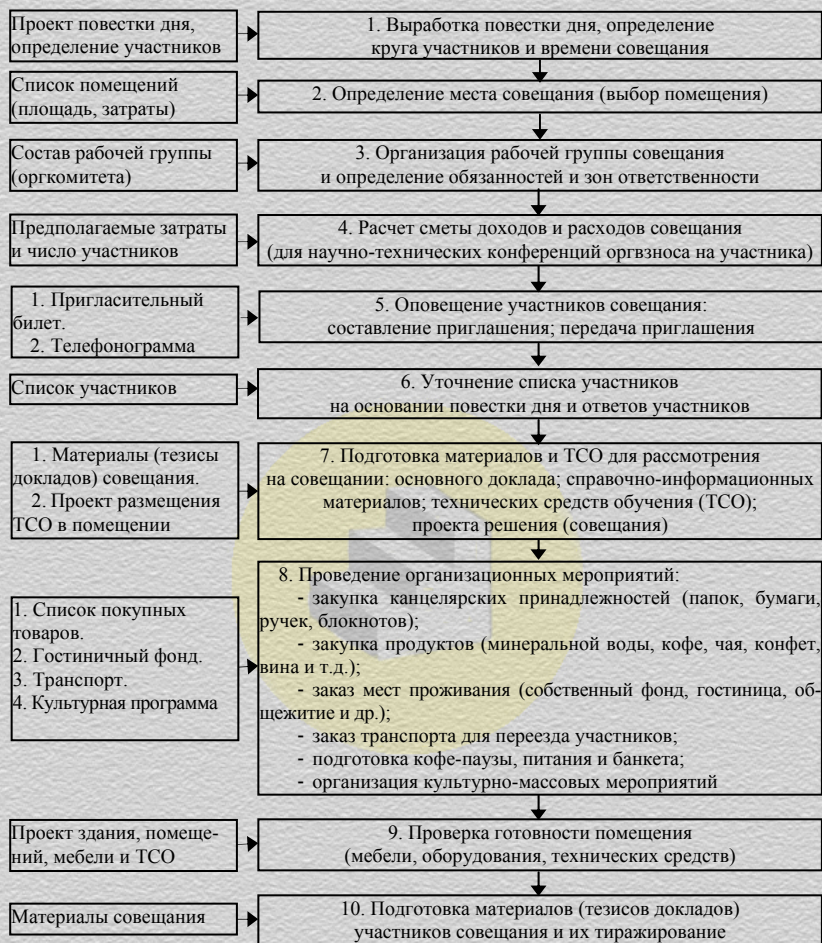 Проект повестки дня,
определение участников
1. Выработка повестки дня, определение
круга участников и времени совещания
Список помещений
(площадь, затраты)
2. Определение места совещания (выбор помещения)
Состав рабочей группы
(оргкомитета)
3. Организация рабочей группы совещания
и определение обязанностей и зон ответственности
Предполагаемые затраты
и число участников
4. Расчет сметы доходов и расходов совещания
(для научно-технических конференций оргвзноса на участника)
1. Пригласительный
билет.
2. Телефонограмма
5. Оповещение участников совещания:
составление приглашения; передача приглашения
Список участников
6. Уточнение списка участников
на основании повестки дня и ответов участников
1. Материалы (тезисы
докладов) совещания.
2. Проект размещения
ТСО в помещении
7. Подготовка материалов и ТСО для рассмотрения
на совещании: основного доклада; справочно-информационных
материалов; технических средств обучения (ТСО);
проекта решения (совещания)
1. Список покупных
товаров.
2. Гостиничный фонд.
3. Транспорт.
4. Культурная программа
8. Проведение организационных мероприятий:
- закупка канцелярских принадлежностей (папок, бумаги,
ручек, блокнотов);
- закупка продуктов (минеральной воды, кофе, чая, конфет,
вина и т.д.);
- заказ мест проживания (собственный фонд, гостиница, об-
щежитие и др.);
- заказ транспорта для переезда участников;
- подготовка кофе-паузы, питания и банкета;
- организация культурно-массовых мероприятий
Проект здания, помеще-
ний, мебели и ТСО
9. Проверка готовности помещения
(мебели, оборудования, технических средств)
Материалы совещания
10. Подготовка материалов (тезисов докладов)
участников совещания и их тиражирование